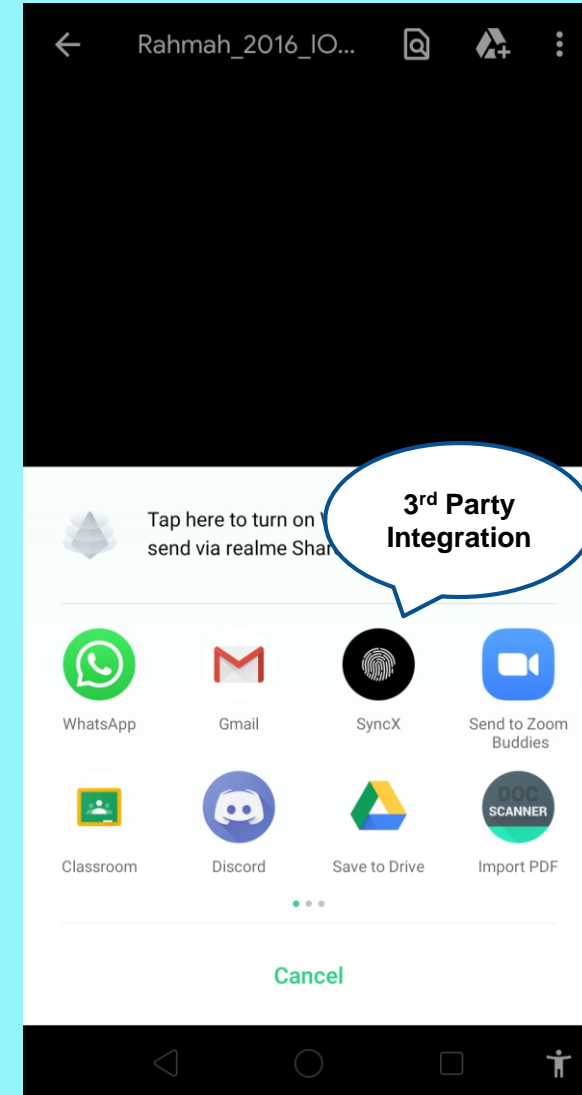 Rahmah_2016_IO...
3rd Party
Integration
Tap here to turn on
send via realme Shar
WhatsApp
Gmail
SyncX
Send to Zoom
Buddies
DOC
SCANNER
Classroom
Discord
Save to Drive
Import PDF
Cancel